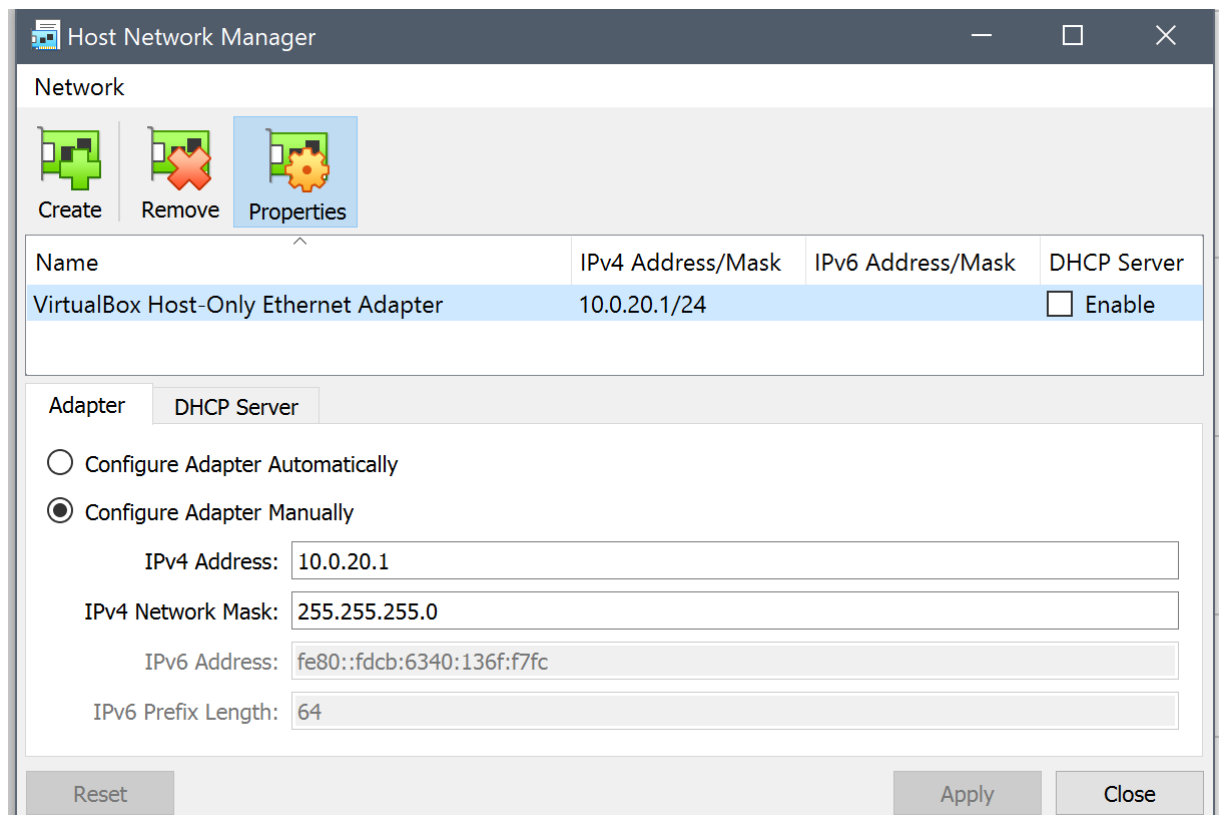 Host Network Manager
Network
Create Remove Properties
Name IPv4 Address/Mask IPv6 Address/Mask DHCP Server
VirtualBox Host-Only Ethernet Adapter 10.0.20.1/24 Enable
Adapter DHCP Server
Configure Adapter Automatically
Configure Adapter Manually
IPv4 Address: 10.0.20.1
IPv4 Network Mask: 255.255.255.0
IPv6 Address: fe80::fdcb:6340:136f:f7fc
IPv6 Prefix Length: 64
Reset Apply Close